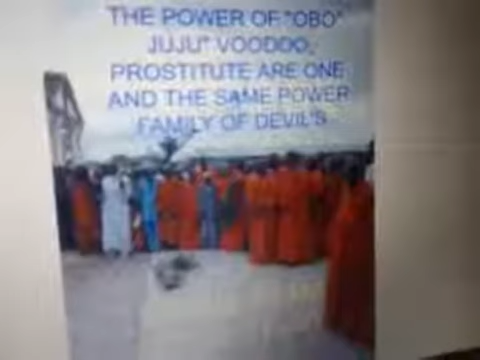 THE POWER OF "OBO"
JUJU" VOODOO,
PROSTITUTE ARE ONE
AND THE SAME POWER
FAMILY OF DEVIL'S